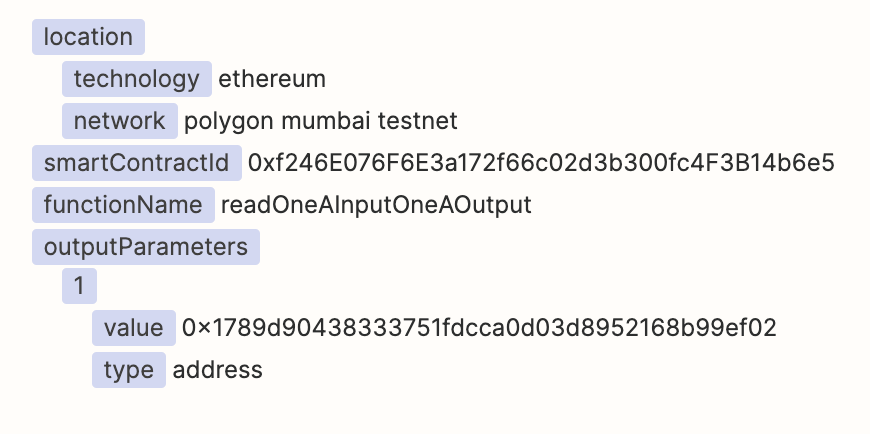 location
technology ethereum
network polygon mumbai testnet
smartContractId 0xf246E076F6E3a172f66c02d3b300fc4F3B14b6e5
functionName readOneAInputOneAOutput
outputParameters
1
value 0x1789d90438333751fdcca0d03d8952168b99ef02
type address